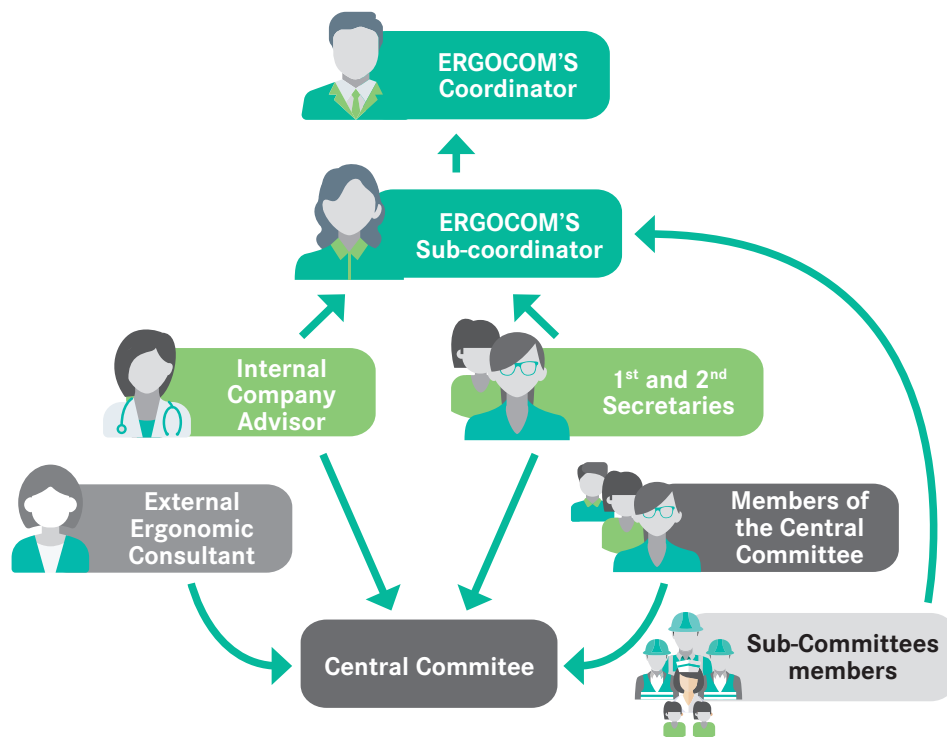 ERGOCOM'S
Coordinator
ERGOCOM'S
Sub-coordinator
Internal
Company
Advisor
1st and 2nd
Secretaries
External
Ergonomic
Consultant
Members of
the Central
Committee
Central Commitee
Sub-Committees
members